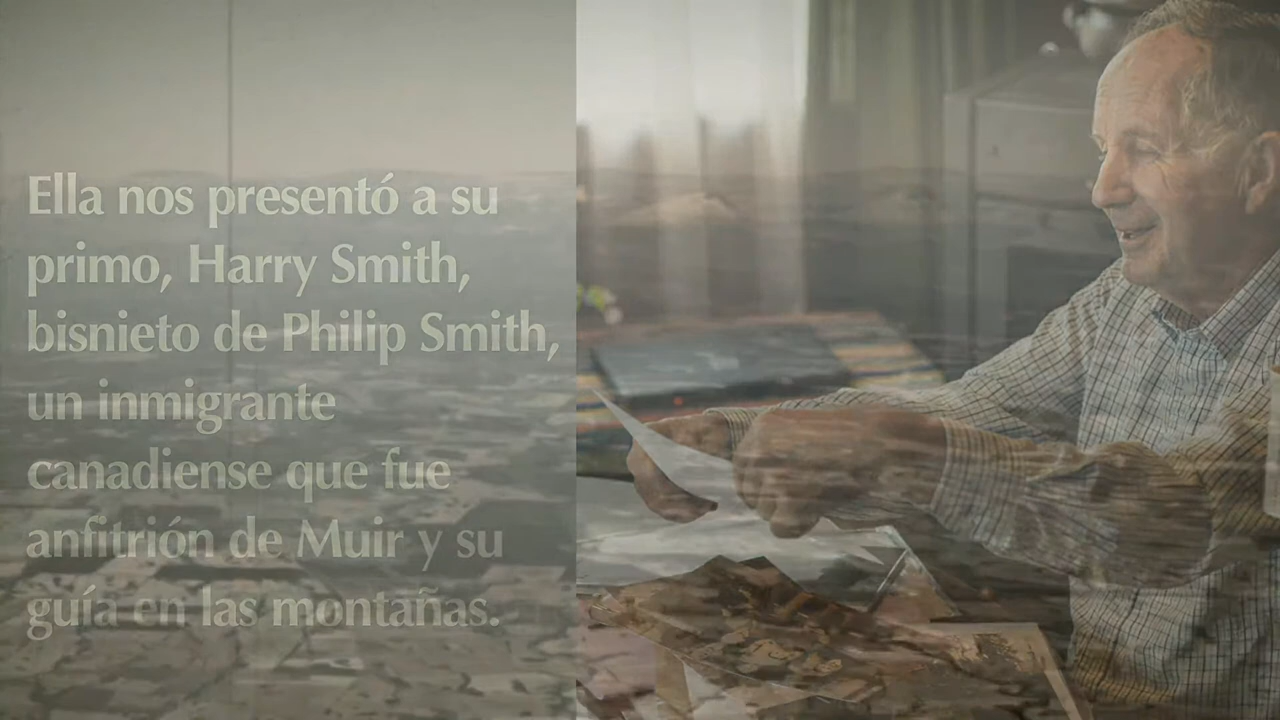 Ella nos presentó a su
primo, Harry Smith,
bisnieto de Philip Smith,
un inmigrante
canadiense que fue
anfitrión de Muir y su
guía en las montañas.